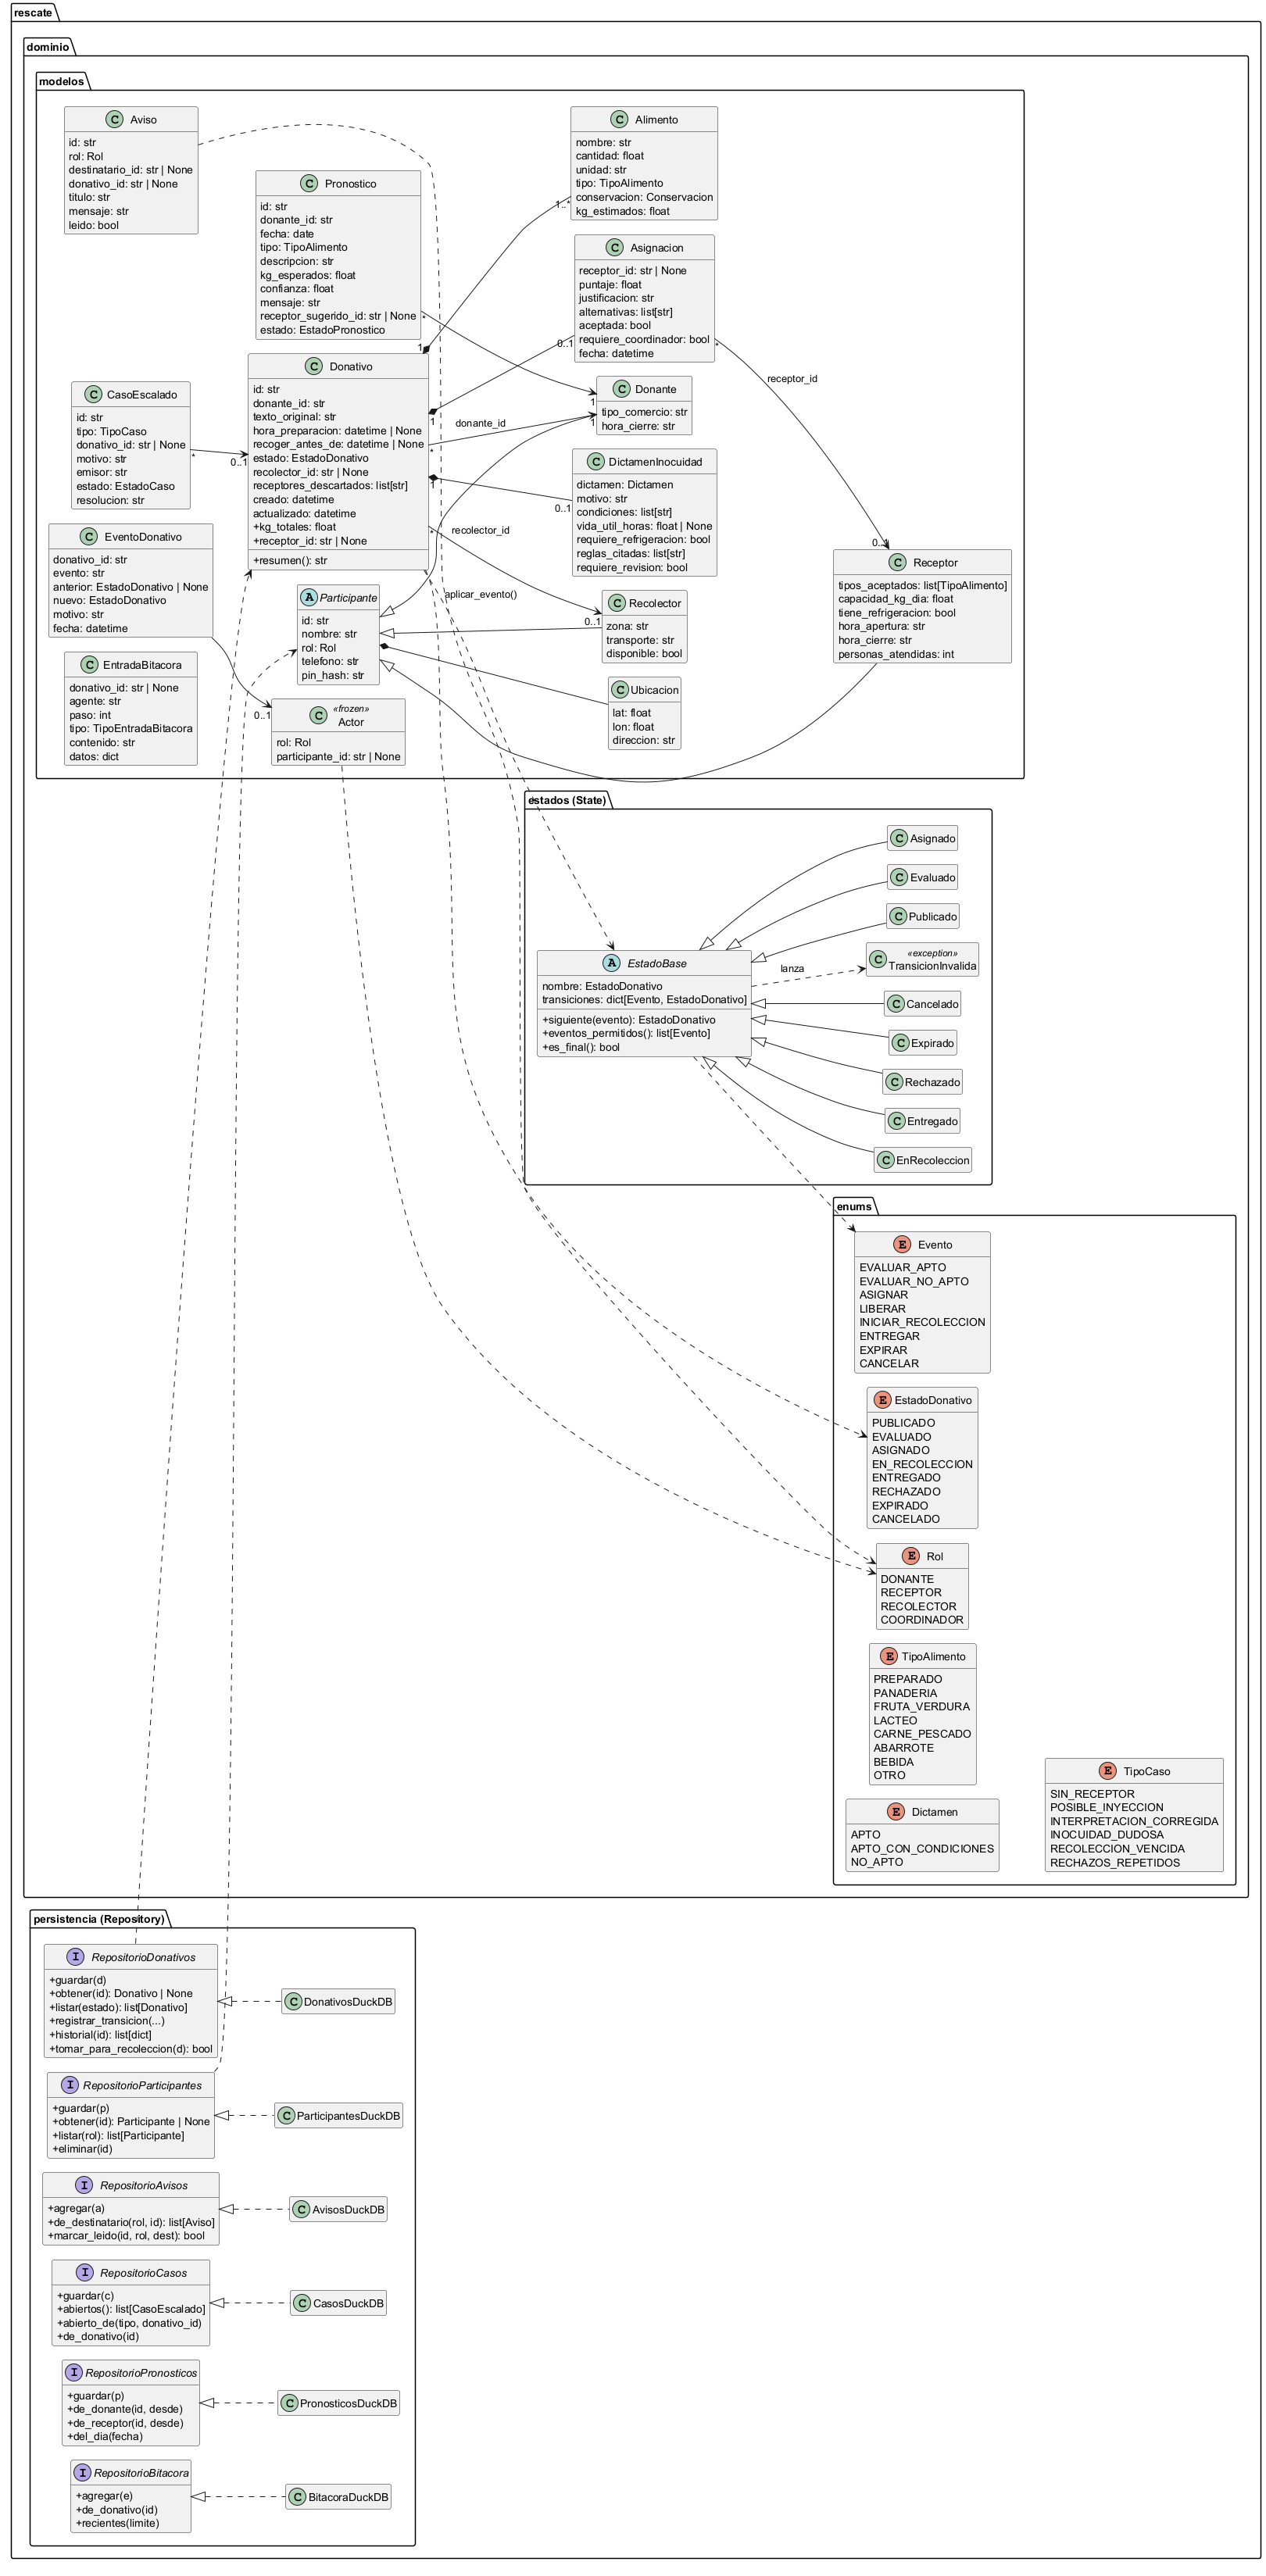 rescate
dominio
modelos
Aviso
id: str
rol: Rol
destinatario_id: str | None
donativo_id: str | None
titulo: str
mensaje: str
leido: bool
Pronostico
id: str
donante_id: str
fecha: date
tipo: TipoAlimento
descripcion: str
kg_esperados: float
confianza: float
mensaje: str
receptor_sugerido_id: str | None
estado: EstadoPronostico
*
1
Alimento
nombre: str
cantidad: float
unidad: str
tipo: TipoAlimento
conservacion: Conservacion
kg_estimados: float
1..*
1
Asignacion
receptor_id: str | None
puntaje: float
justificacion: str
alternativas: list[str]
aceptada: bool
requiere_coordinador: bool
fecha: datetime
0..1
1
*
receptor_id
0..1
CasoEscalado
id: str
tipo: TipoCaso
donativo_id: str | None
motivo: str
emisor: str
estado: EstadoCaso
resolucion: str
*
0..1
Donativo
id: str
donante_id: str
texto_original: str
hora_preparacion: datetime | None
recoger_antes_de: datetime | None
estado: EstadoDonativo
recolector_id: str | None
receptores_descartados: list[str]
creado: datetime
actualizado: datetime
+kg_totales: float
+receptor_id: str | None
+resumen(): str
donante_id
*
1
Donante
tipo_comercio: str
hora_cierre: str
DictamenInocuidad
dictamen: Dictamen
motivo: str
condiciones: list[str]
vida_util_horas: float | None
requiere_refrigeracion: bool
reglas_citadas: list[str]
requiere_revision: bool
1
0..1
*
recolector_id
0..1
EventoDonativo
donativo_id: str
evento: str
anterior: EstadoDonativo | None
nuevo: EstadoDonativo
motivo: str
fecha: datetime
0..1
EntradaBitacora
donativo_id: str | None
agente: str
paso: int
tipo: TipoEntradaBitacora
contenido: str
datos: dict
Participante
id: str
nombre: str
rol: Rol
telefono: str
pin_hash: str
aplicar_evento()
Recolector
zona: str
transporte: str
disponible: bool
Receptor
tipos_aceptados: list[TipoAlimento]
capacidad_kg_dia: float
tiene_refrigeracion: bool
hora_apertura: str
hora_cierre: str
personas_atendidas: int
Ubicacion
lat: float
lon: float
direccion: str
«frozen»
Actor
rol: Rol
participante_id: str | None
estados (State)
EstadoBase
nombre: EstadoDonativo
transiciones: dict[Evento, EstadoDonativo]
+siguiente(evento): EstadoDonativo
+eventos_permitidos(): list[Evento]
+es_final(): bool
Asignado
Evaluado
Publicado
lanza
«exception»
TransicionInvalida
Cancelado
Expirado
Rechazado
Entregado
EnRecoleccion
enums
Evento
EVALUAR_APTO
EVALUAR_NO_APTO
ASIGNAR
LIBERAR
INICIAR_RECOLECCION
ENTREGAR
EXPIRAR
CANCELAR
EstadoDonativo
PUBLICADO
EVALUADO
ASIGNADO
EN_RECOLECCION
ENTREGADO
RECHAZADO
EXPIRADO
CANCELADO
Rol
DONANTE
RECEPTOR
RECOLECTOR
COORDINADOR
TipoAlimento
PREPARADO
PANADERIA
FRUTA_VERDURA
LACTEO
CARNE_PESCADO
ABARROTE
BEBIDA
OTRO
Dictamen
APTO
APTO_CON_CONDICIONES
NO_APTO
TipoCaso
SIN_RECEPTOR
POSIBLE_INYECCION
INTERPRETACION_CORREGIDA
INOCUIDAD_DUDOSA
RECOLECCION_VENCIDA
RECHAZOS_REPETIDOS
persistencia (Repository)
RepositorioDonativos
+guardar(d)
+obtener(id): Donativo | None
+listar(estado): list[Donativo]
+registrar_transicion(...)
+historial(id): list[dict]
+tomar_para_recoleccion(d): bool
DonativosDuckDB
RepositorioParticipantes
+guardar(p)
+obtener(id): Participante | None
+listar(rol): list[Participante]
+eliminar(id)
ParticipantesDuckDB
RepositorioAvisos
+agregar(a)
+de_destinatario(rol, id): list[Aviso]
+marcar_leido(id, rol, dest): bool
AvisosDuckDB
RepositorioCasos
+guardar(c)
+abiertos(): list[CasoEscalado]
+abierto_de(tipo, donativo_id)
+de_donativo(id)
CasosDuckDB
RepositorioPronosticos
+guardar(p)
+de_donante(id, desde)
+de_receptor(id, desde)
+del_dia(fecha)
PronosticosDuckDB
RepositorioBitacora
+agregar(e)
+de_donativo(id)
+recientes(limite)
BitacoraDuckDB